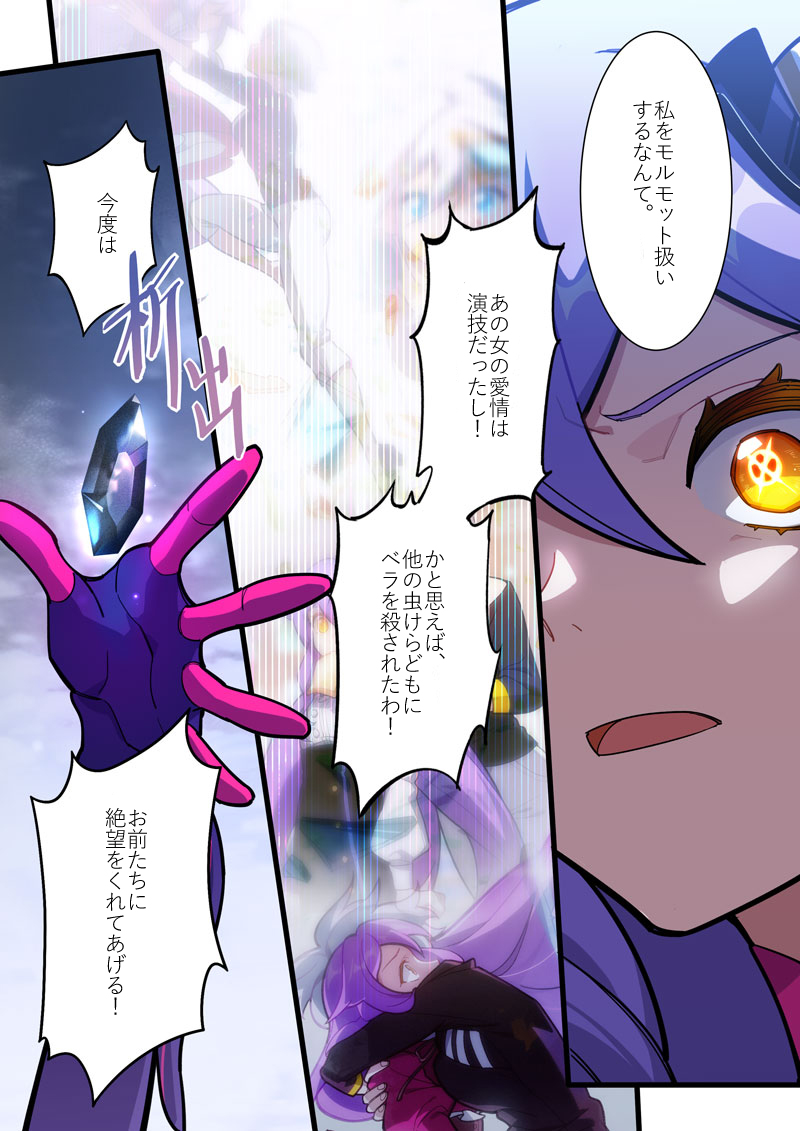 私をモルモット扱い
するなんて。
あの女の愛情は
演技だったし！
かと思えば、
他の虫けらどもに
ベラを殺されたわ！
今度は
析出
お前たちに
絶望をくれてあげる！